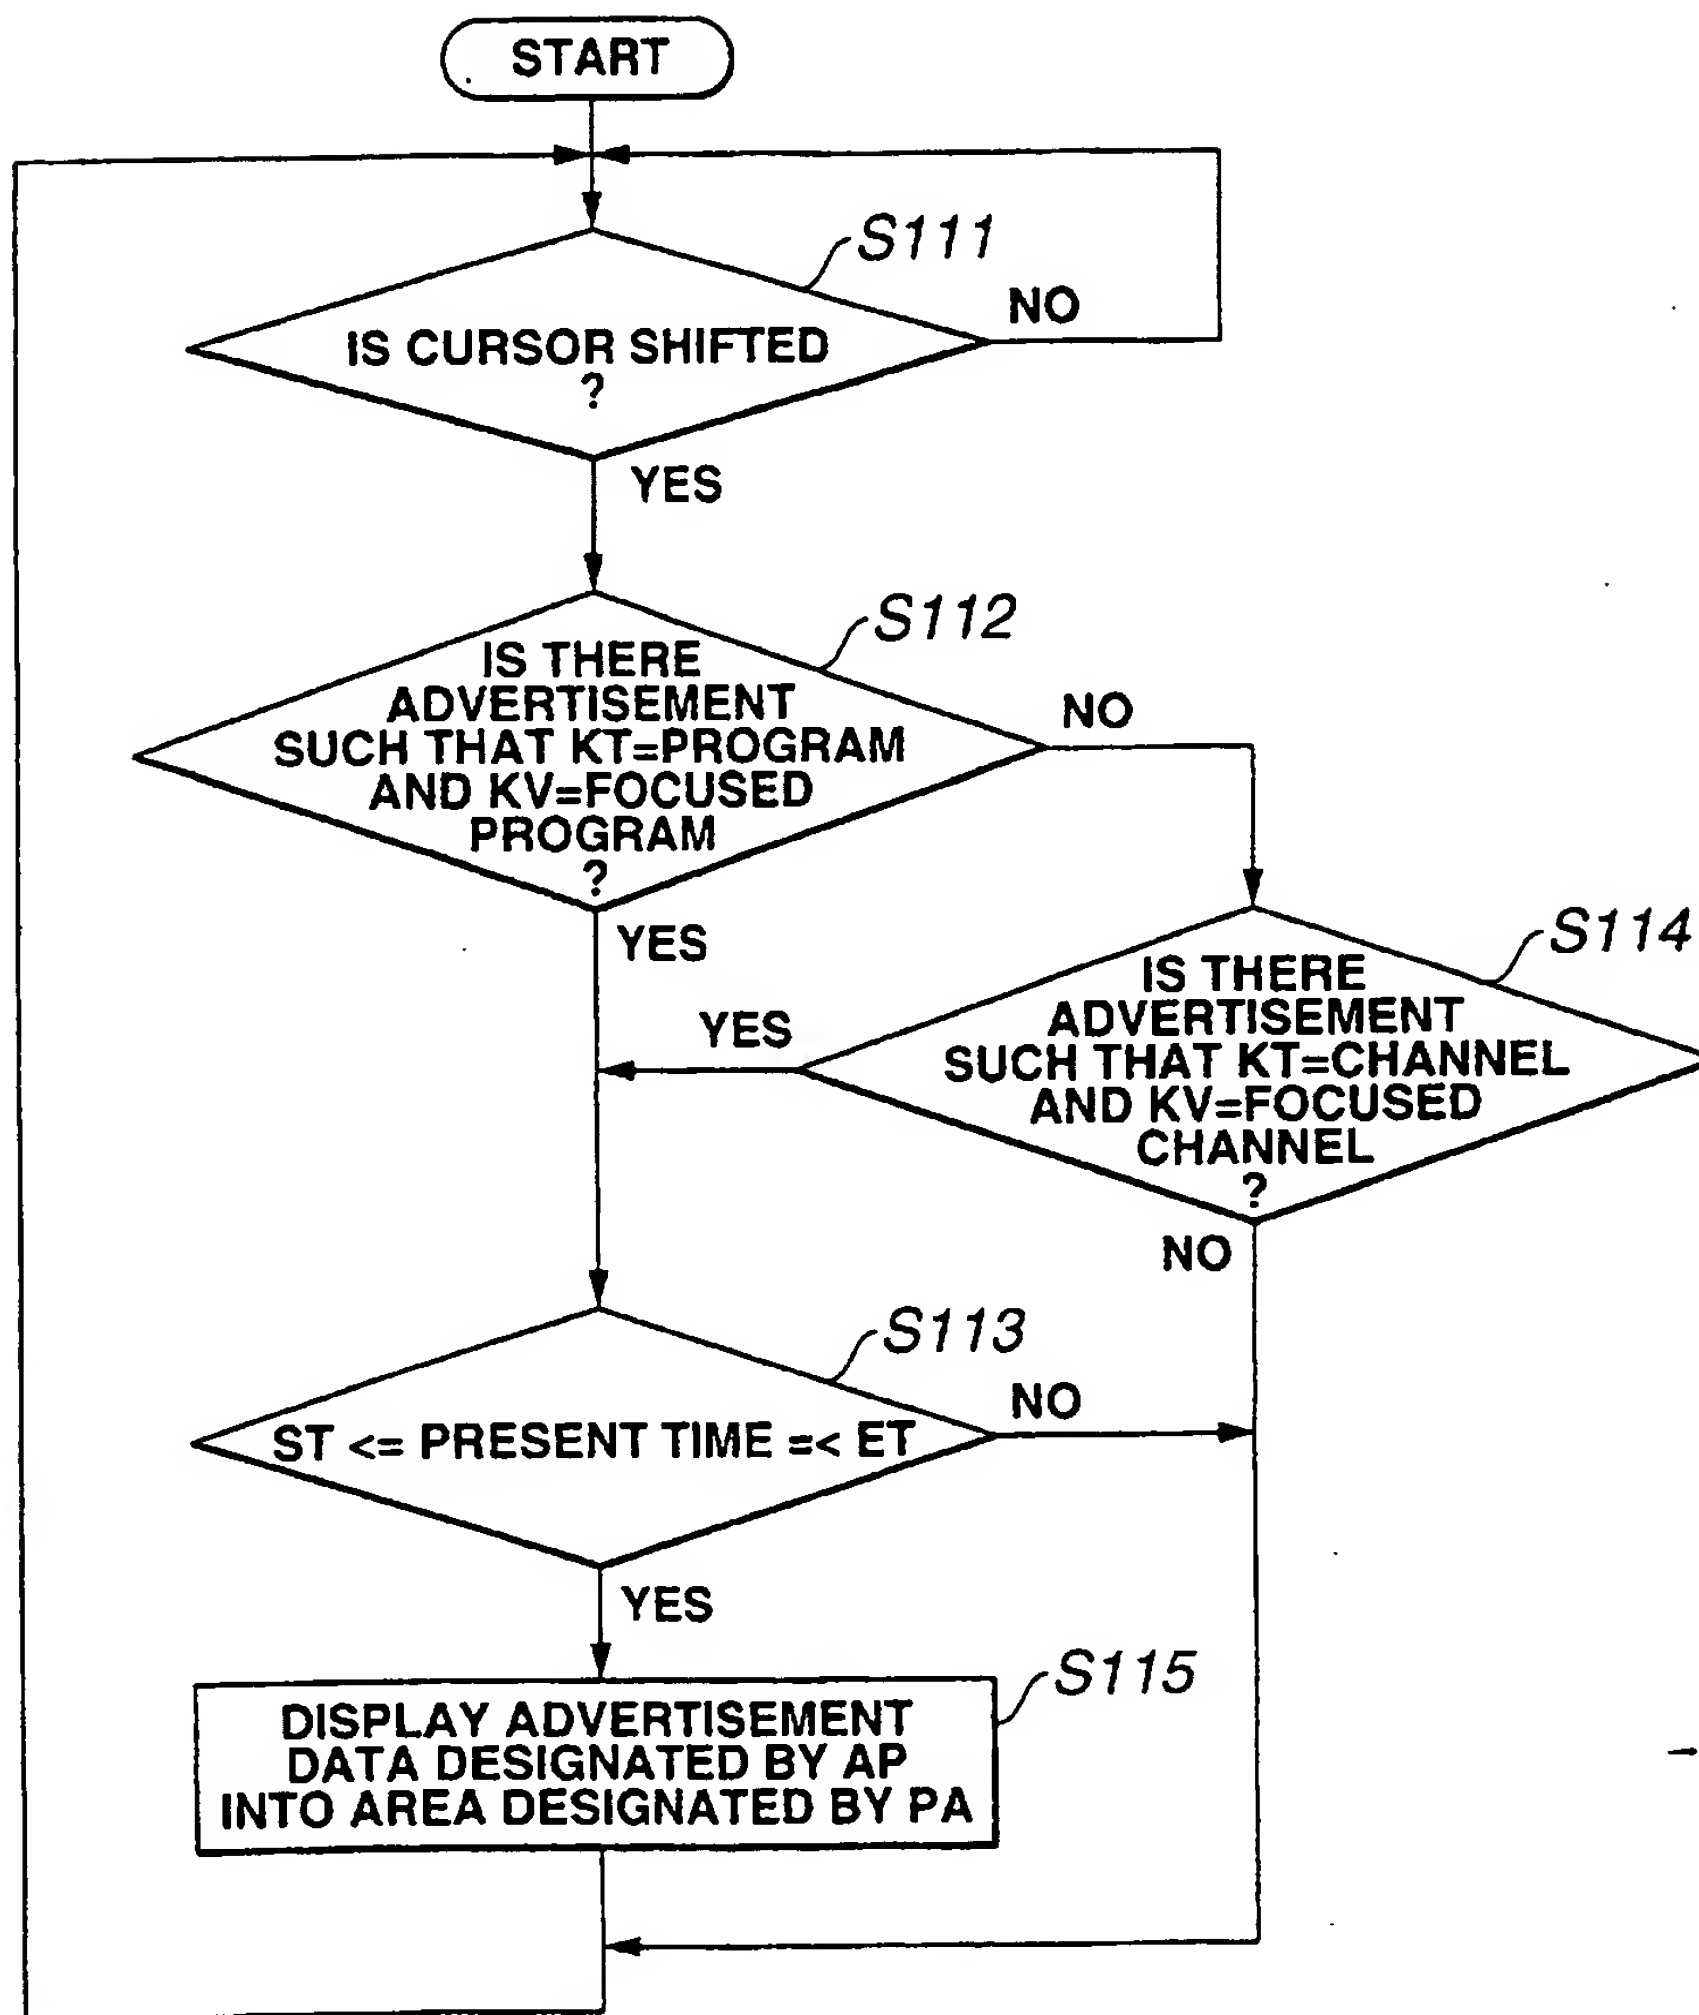 START
S111
NO
IS CURSOR SHIFTED
?
YES
S112
IS THERE
ADVERTISEMENT
SUCH THAT KT=PROGRAM
AND KV=FOCUSED
PROGRAM
?
NO
YES
S114
IS THERE
ADVERTISEMENT
SUCH THAT KT=CHANNEL
AND KV=FOCUSED
CHANNEL
?
YES
NO
S113
NO
ST <= PRESENT TIME =< ET
YES
S115
DISPLAY ADVERTISEMENT
DATA DESIGNATED BY AP
INTO AREA DESIGNATED BY PA